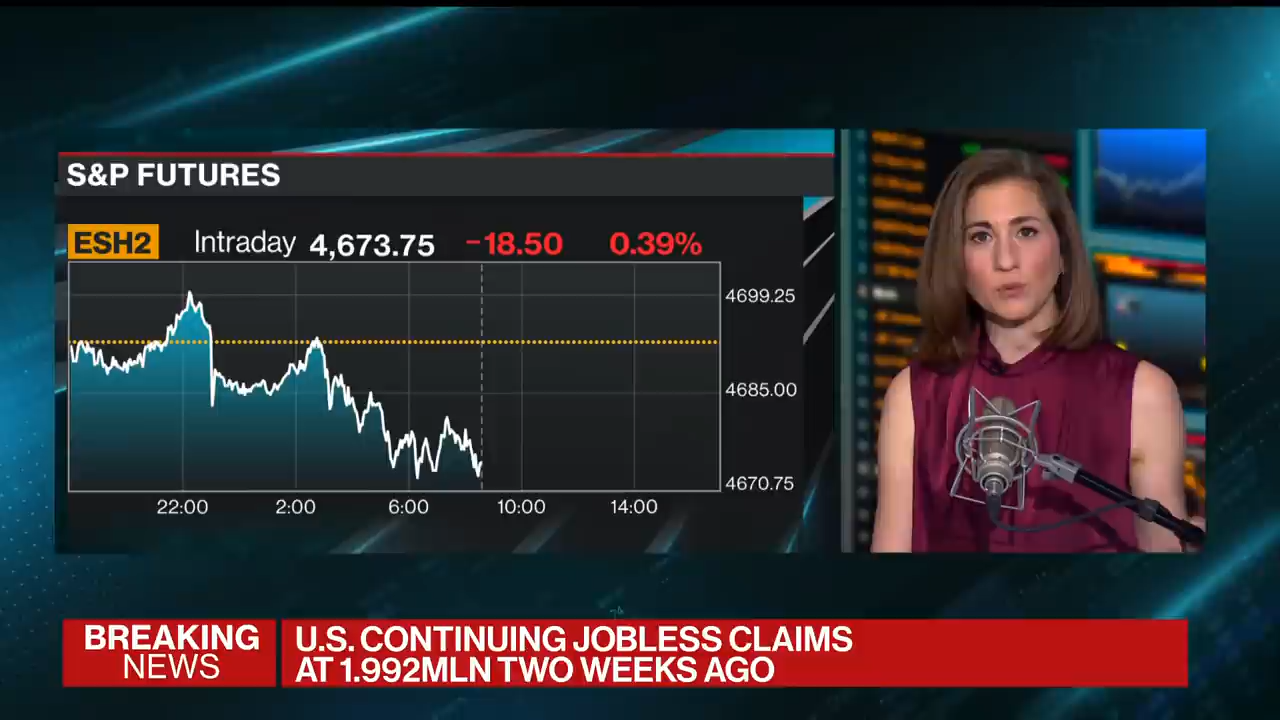 S&P FUTURES
ESH2 Intraday 4,673.75 −18.50 0.39%
4699.25
4685.00
4670.75
22:00 2:00 6:00 10:00 14:00
BREAKING NEWS
U.S. CONTINUING JOBLESS CLAIMS
AT 1.992MLN TWO WEEKS AGO